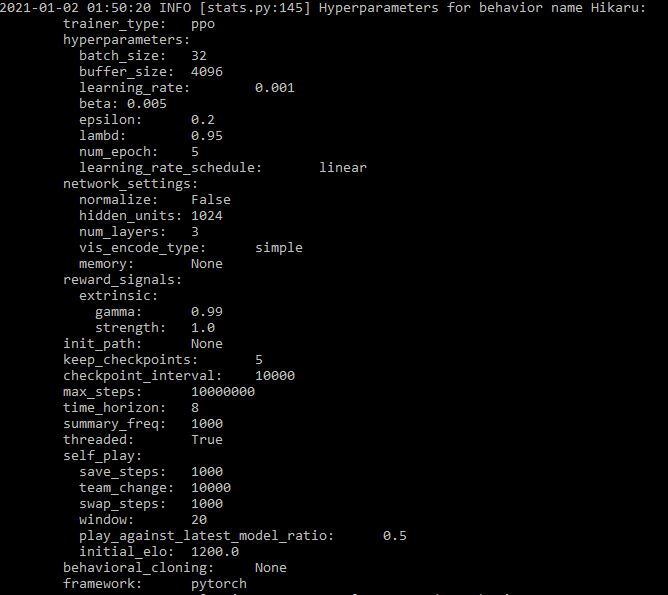 2021-01-02 01:50:20 INFO [stats.py:145] Hyperparameters for behavior name Hikaru:
trainer_type: ppo
hyperparameters:
batch_size: 32
buffer_size: 4096
learning_rate: 0.001
beta: 0.005
epsilon: 0.2
lambd: 0.95
num_epoch: 5
learning_rate_schedule: linear
network_settings:
normalize: False
hidden_units: 1024
num_layers: 3
vis_encode_type: simple
memory: None
reward_signals:
extrinsic:
gamma: 0.99
strength: 1.0
init_path: None
keep_checkpoints: 5
checkpoint_interval: 10000
max_steps: 10000000
time_horizon: 8
summary_freq: 1000
threaded: True
self_play:
save_steps: 1000
team_change: 10000
swap_steps: 1000
window: 20
play_against_latest_model_ratio: 0.5
initial_elo: 1200.0
behavioral_cloning: None
framework: pytorch